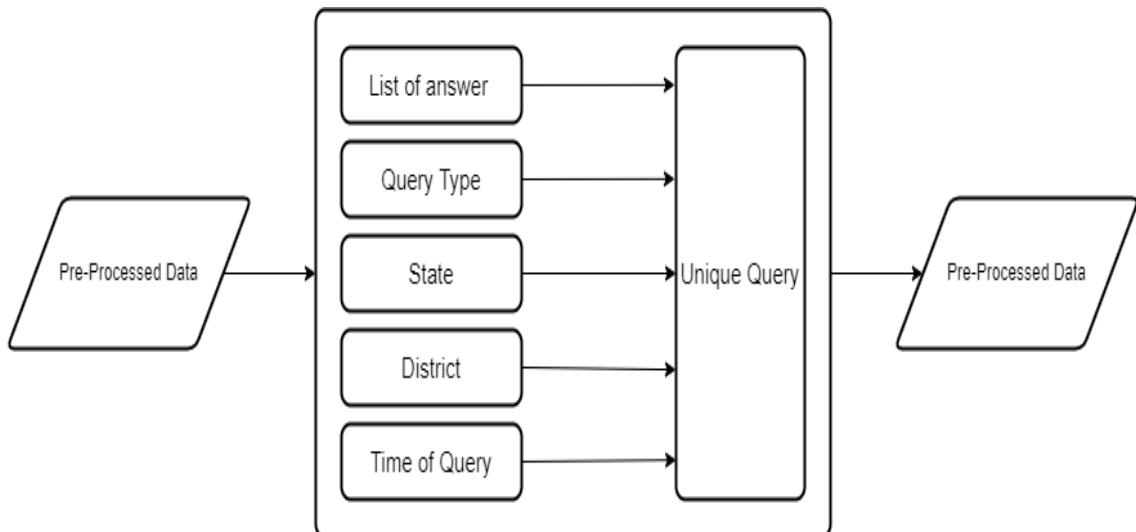 Pre-Processed Data
List of answer
Query Type
State
District
Time of Query
Unique Query
Pre-Processed Data